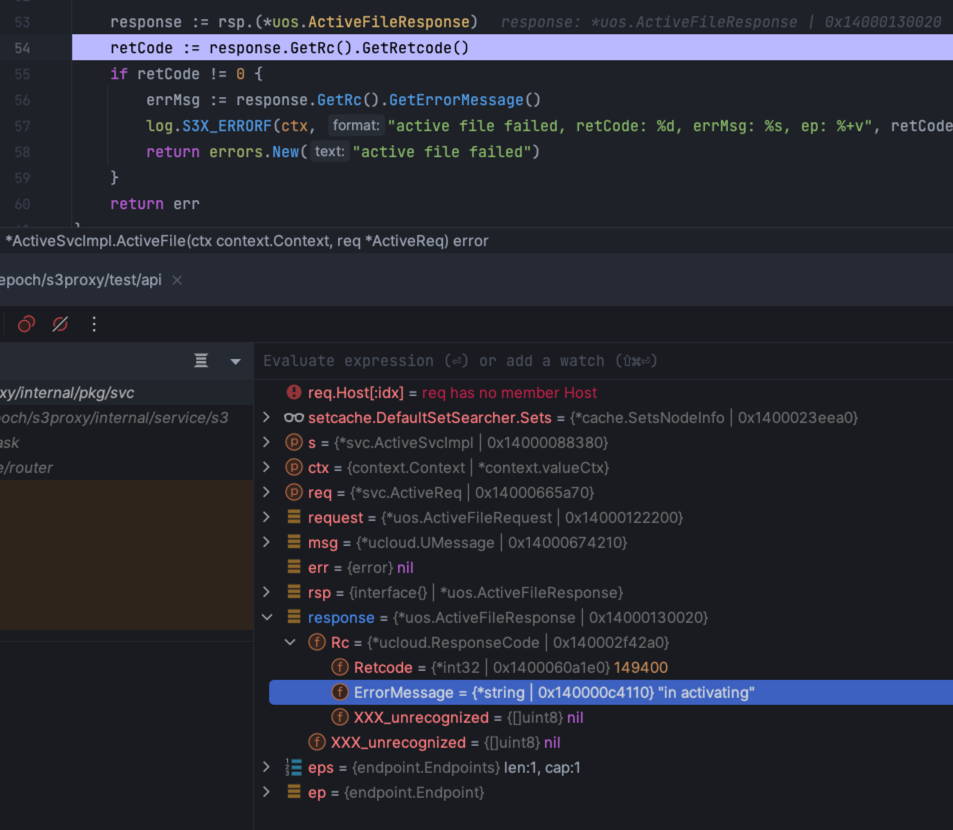 53 response := rsp.(*uos.ActiveFileResponse) response: *uos.ActiveFileResponse | 0x14000130020
54 retCode := response.GetRc().GetRetcode()
55 if retCode != 0 {
56 errMsg := response.GetRc().GetErrorMessage()
57 log.S3X_ERRORF(ctx, format: "active file failed, retCode: %d, errMsg: %s, ep: %+v", retCode
58 return errors.New( text: "active file failed")
59 }
60 return err
*ActiveSvcImpl.ActiveFile(ctx context.Context, req *ActiveReq) error
epoch/s3proxy/test/api ×
Evaluate expression (⏎) or add a watch (⇧⌘⏎)
req.Host[:idx] = req has no member Host
xy/internal/pkg/svc
setcache.DefaultSetSearcher.Sets = {*cache.SetsNodeInfo | 0x1400023eea0}
och/s3proxy/internal/service/s3
s = {*svc.ActiveSvcImpl | 0x14000088380}
ask
ctx = {context.Context | *context.valueCtx}
e/router
req = {*svc.ActiveReq | 0x14000665a70}
request = {*uos.ActiveFileRequest | 0x14000122200}
msg = {*ucloud.UMessage | 0x14000674210}
err = {error} nil
rsp = {interface{} | *uos.ActiveFileResponse}
response = {*uos.ActiveFileResponse | 0x14000130020}
Rc = {*ucloud.ResponseCode | 0x140002f42a0}
Retcode = {*int32 | 0x1400060a1e0} 149400
ErrorMessage = {*string | 0x140000c4110} "in activating"
XXX_unrecognized = {[]uint8} nil
XXX_unrecognized = {[]uint8} nil
eps = {endpoint.Endpoints} len:1, cap:1
ep = {endpoint.Endpoint}